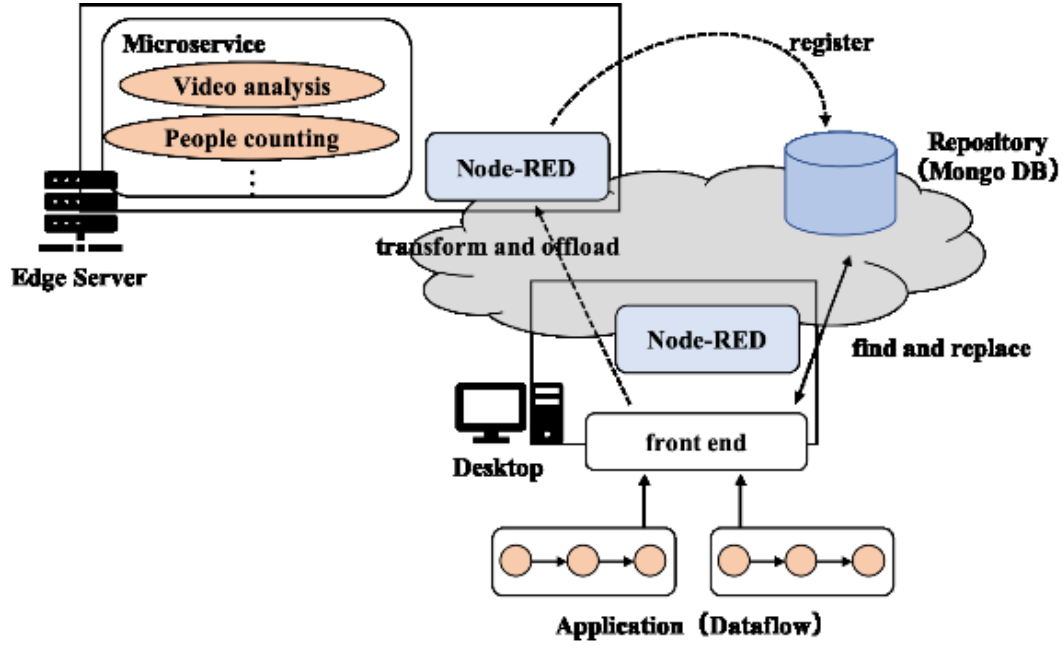 Microservice
Video analysis
People counting
⋮
register
Node-RED
Repository
(Mongo DB)
transform and offload
Edge Server
Node-RED
find and replace
front end
Desktop
Application (Dataflow)